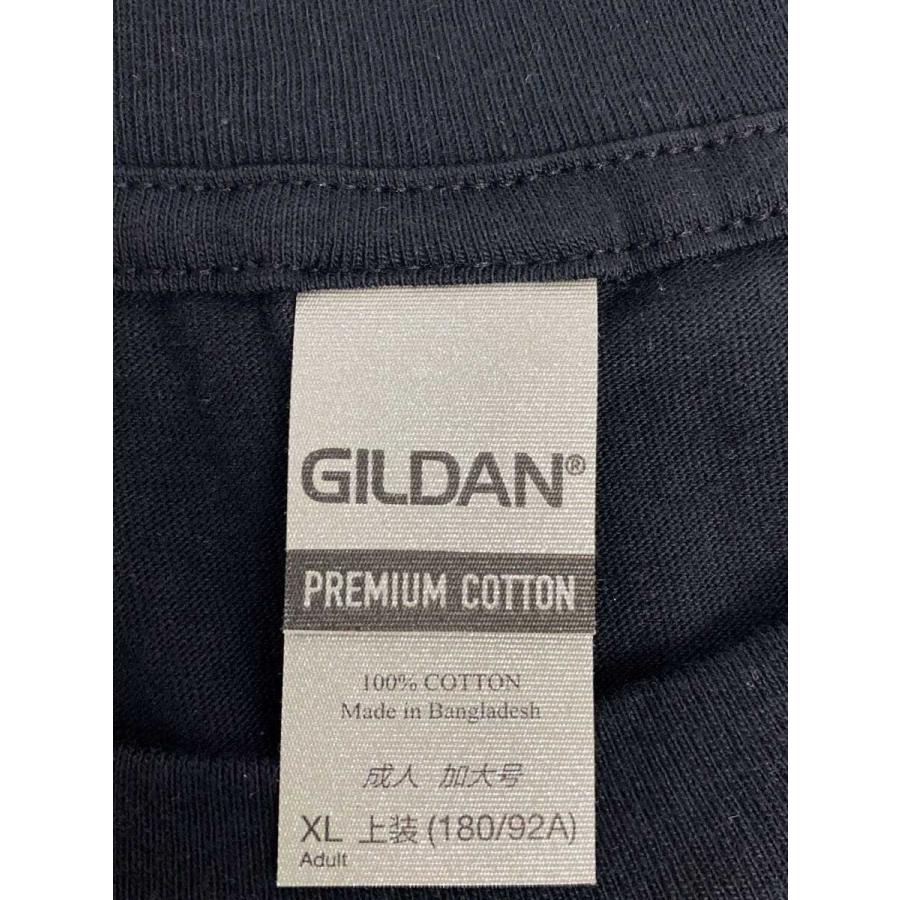 GILDAN®
PREMIUM COTTON
100% COTTON
Made in Bangladesh
成人 加大号
XL 上装 (180/92A)
Adult